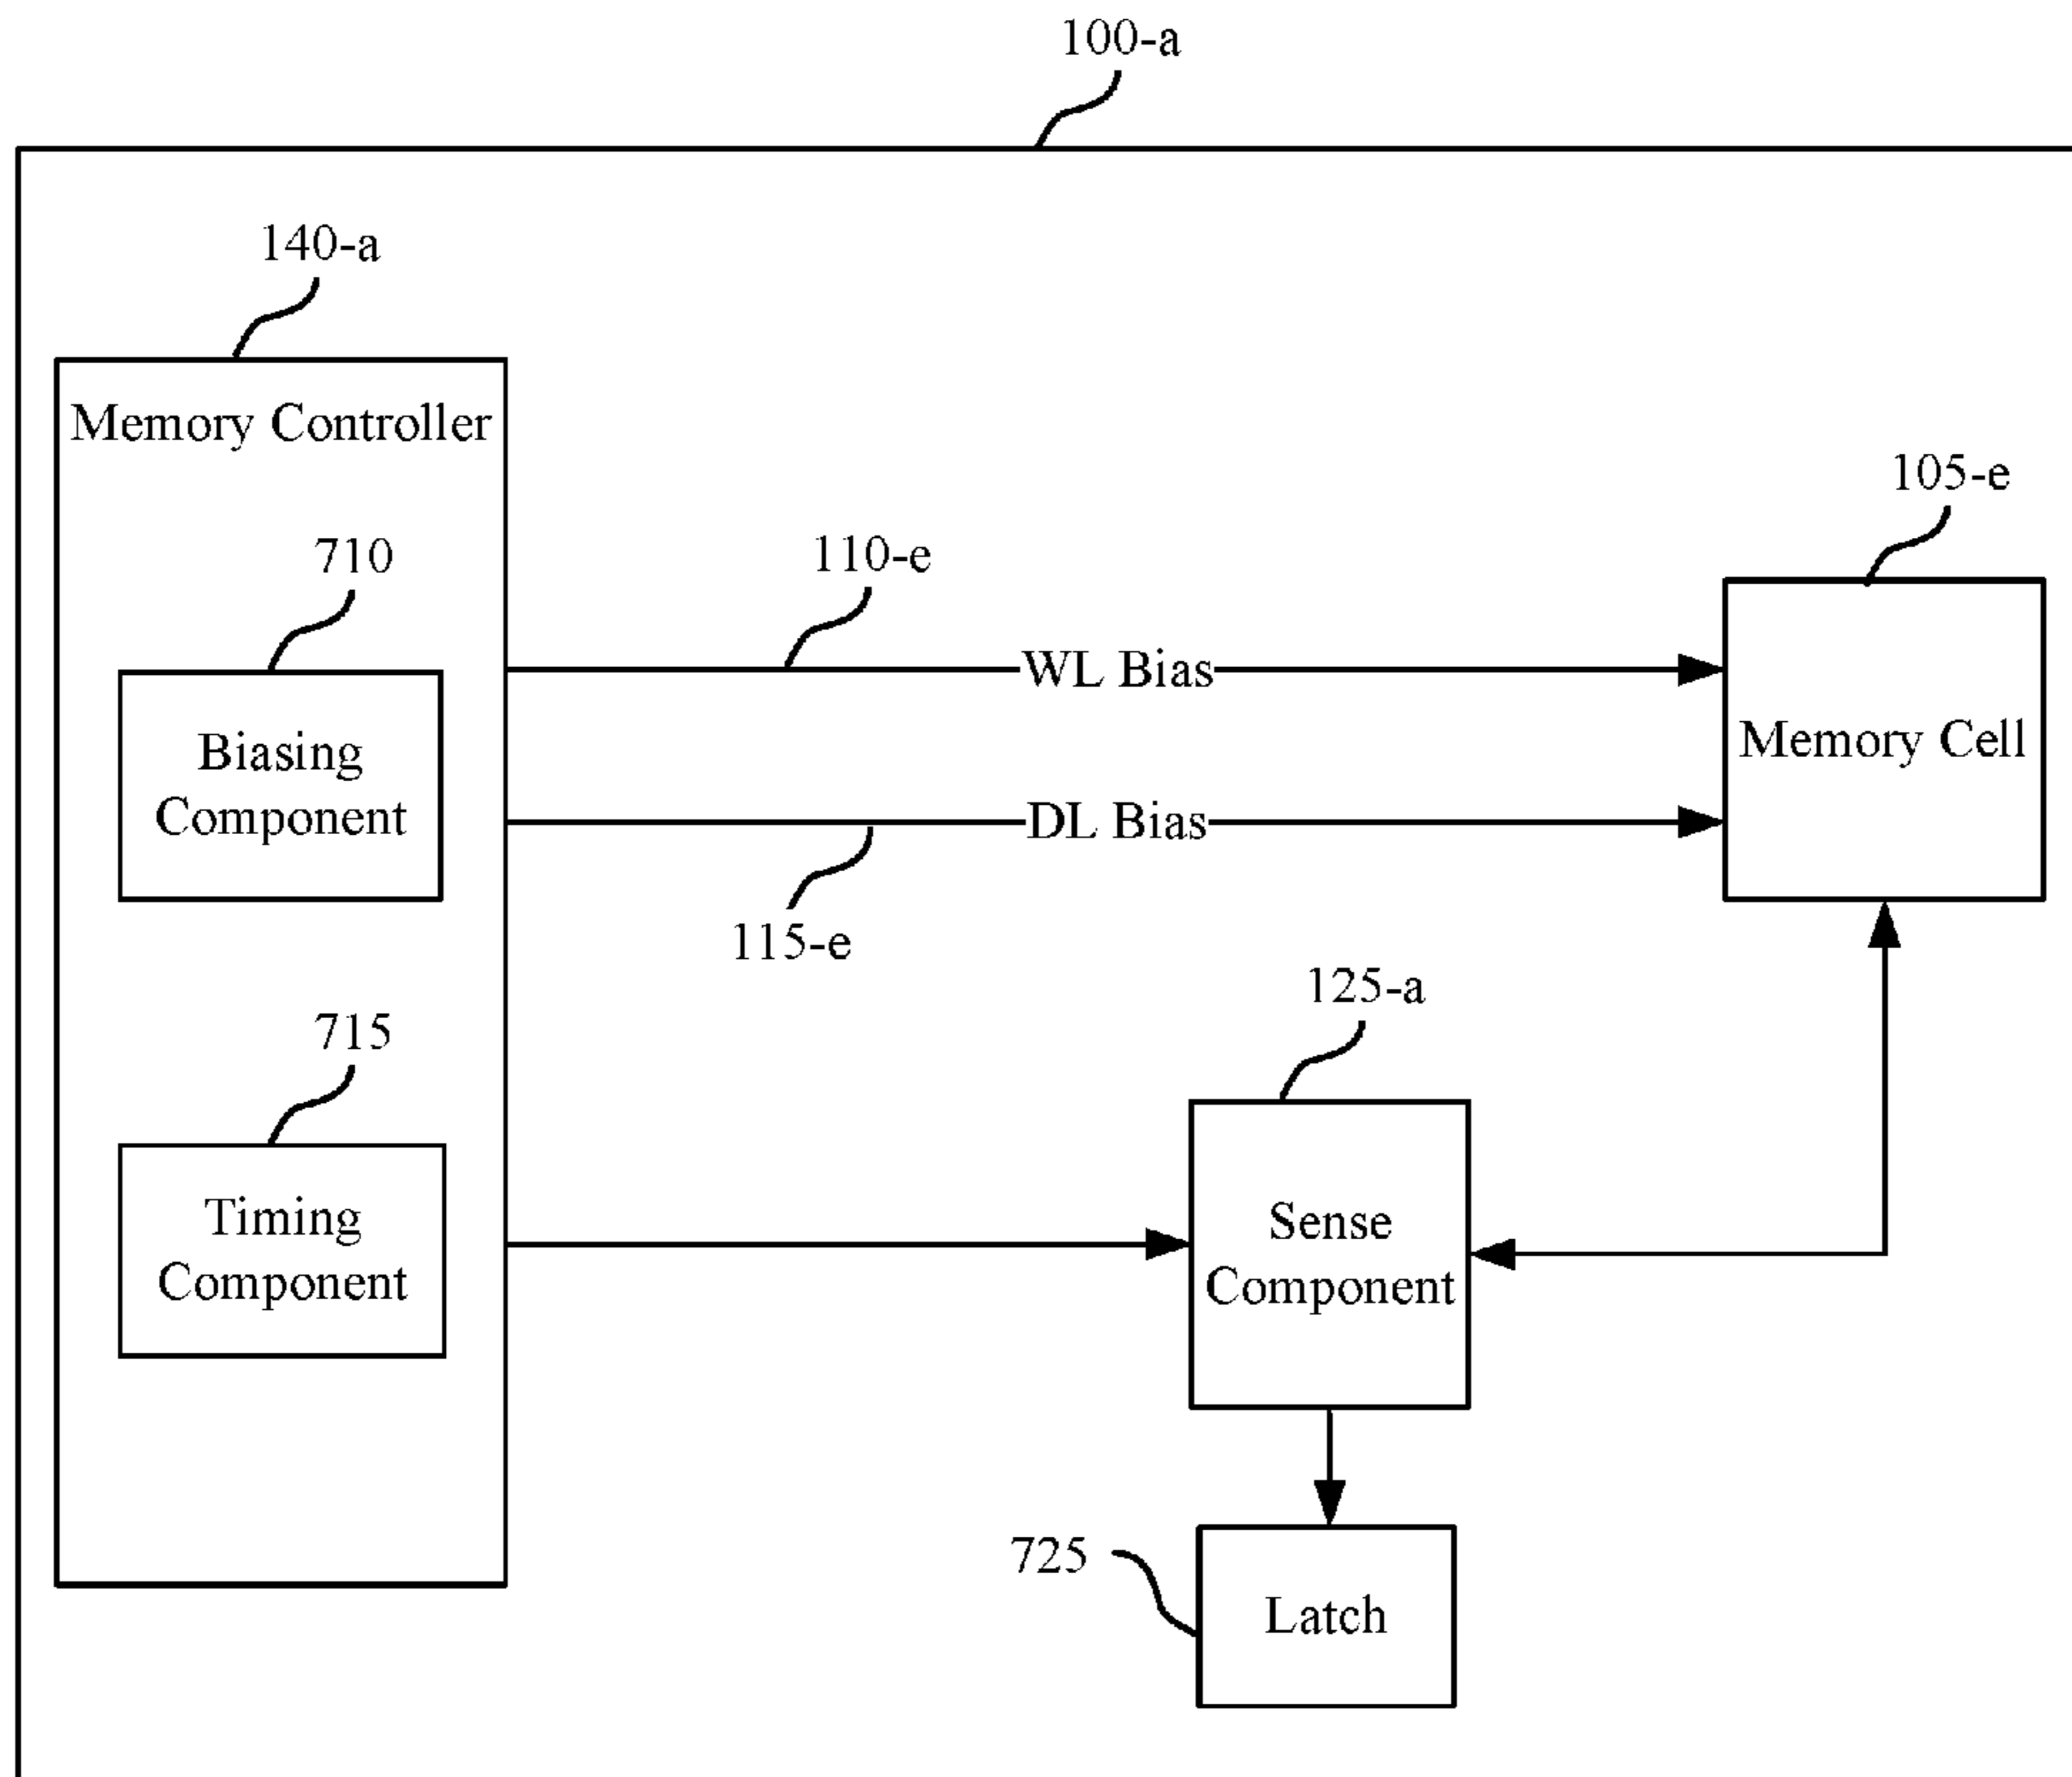 100-a
140-a
Memory Controller
105-e
710
110-e
WL Bias
Biasing
Component
Memory Cell
DL Bias
115-e
125-a
715
Timing
Component
Sense
Component
725
Latch